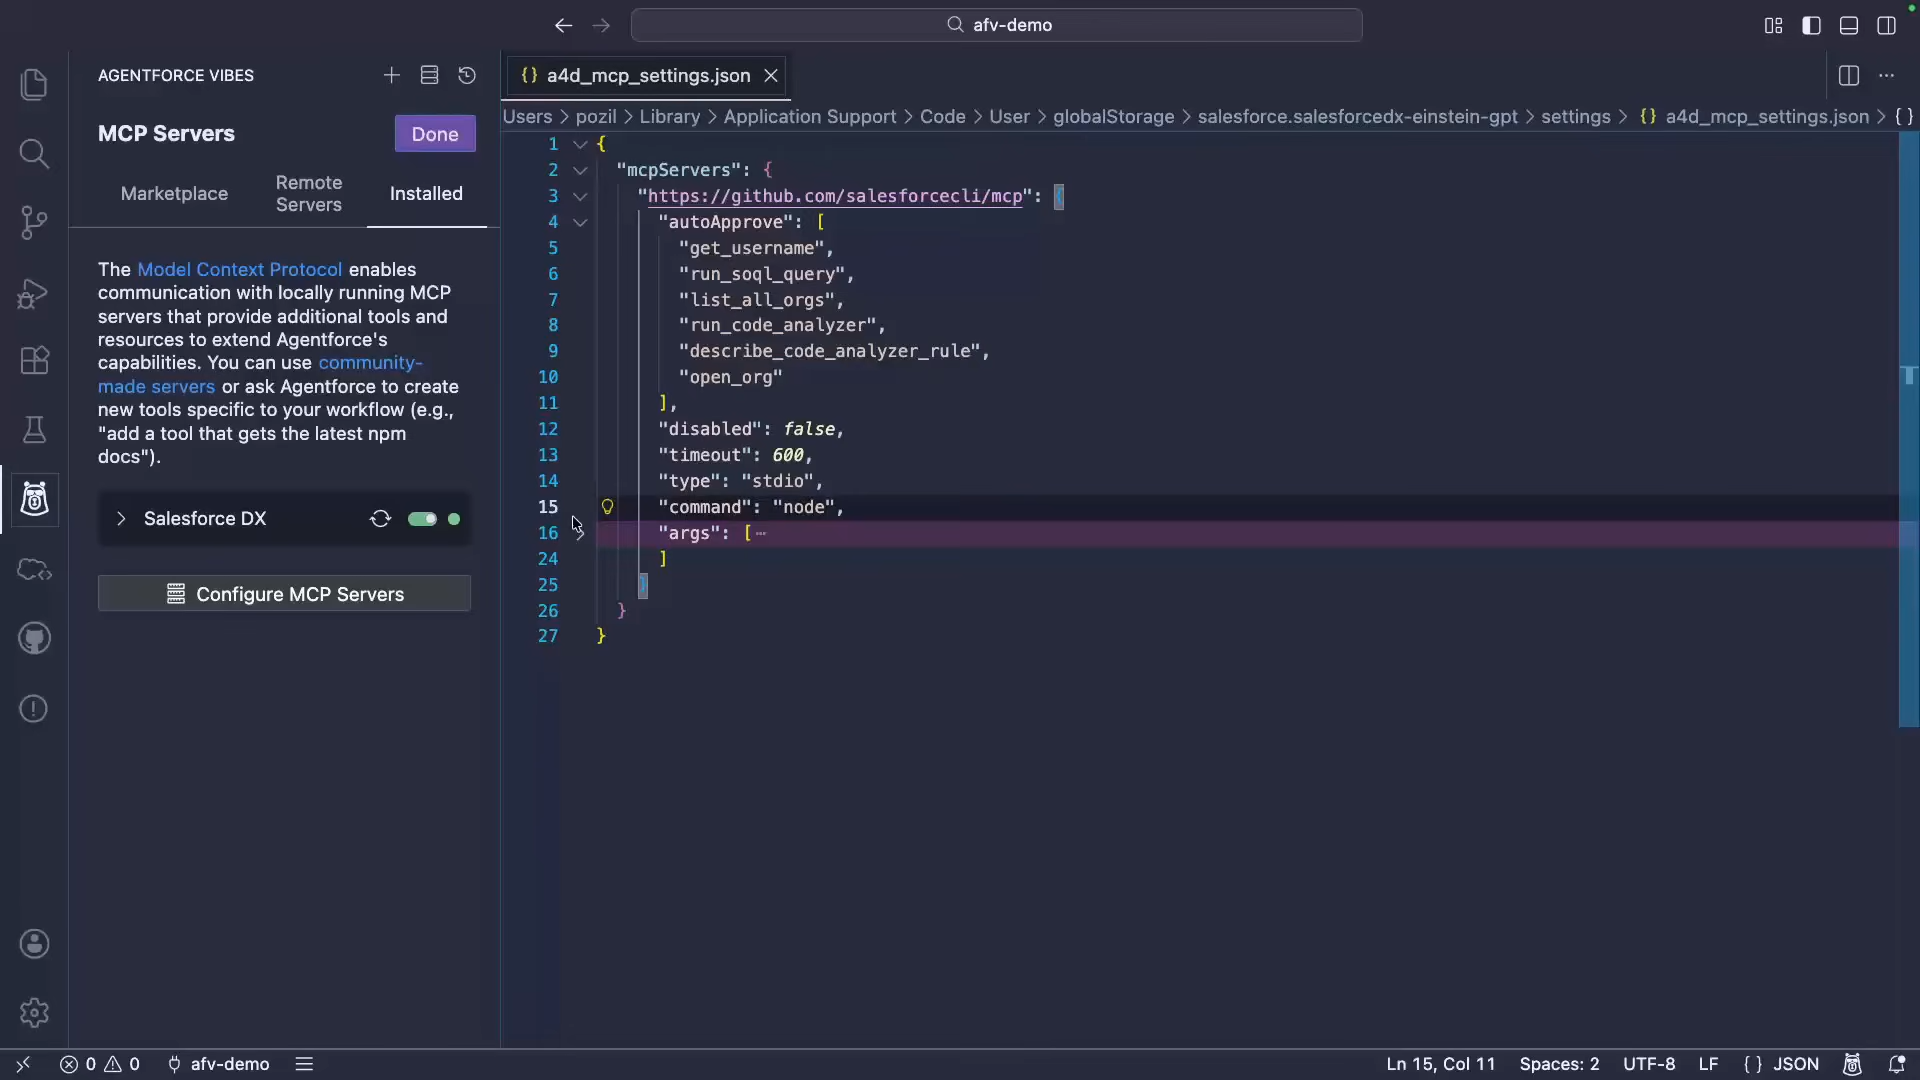 afv-demo
AGENTFORCE VIBES
MCP Servers
Done
Marketplace
Remote Servers
Installed
The Model Context Protocol enables
communication with locally running MCP
servers that provide additional tools and
resources to extend Agentforce's
capabilities. You can use community-
made servers or ask Agentforce to create
new tools specific to your workflow (e.g.,
"add a tool that gets the latest npm
docs").
Salesforce DX
Configure MCP Servers
{} a4d_mcp_settings.json
Users > pozil > Library > Application Support > Code > User > globalStorage > salesforce.salesforcedx-einstein-gpt > settings > {} a4d_mcp_settings.json > {}
1 {
2 "mcpServers": {
3 "https://github.com/salesforcecli/mcp": {
4 "autoApprove": [
5 "get_username",
6 "run_soql_query",
7 "list_all_orgs",
8 "run_code_analyzer",
9 "describe_code_analyzer_rule",
10 "open_org"
11 ],
12 "disabled": false,
13 "timeout": 600,
14 "type": "stdio",
15 "command": "node",
16 "args": [ ···
24 ]
25 }
26 }
27 }
0 0 afv-demo
Ln 15, Col 11 Spaces: 2 UTF-8 LF {} JSON